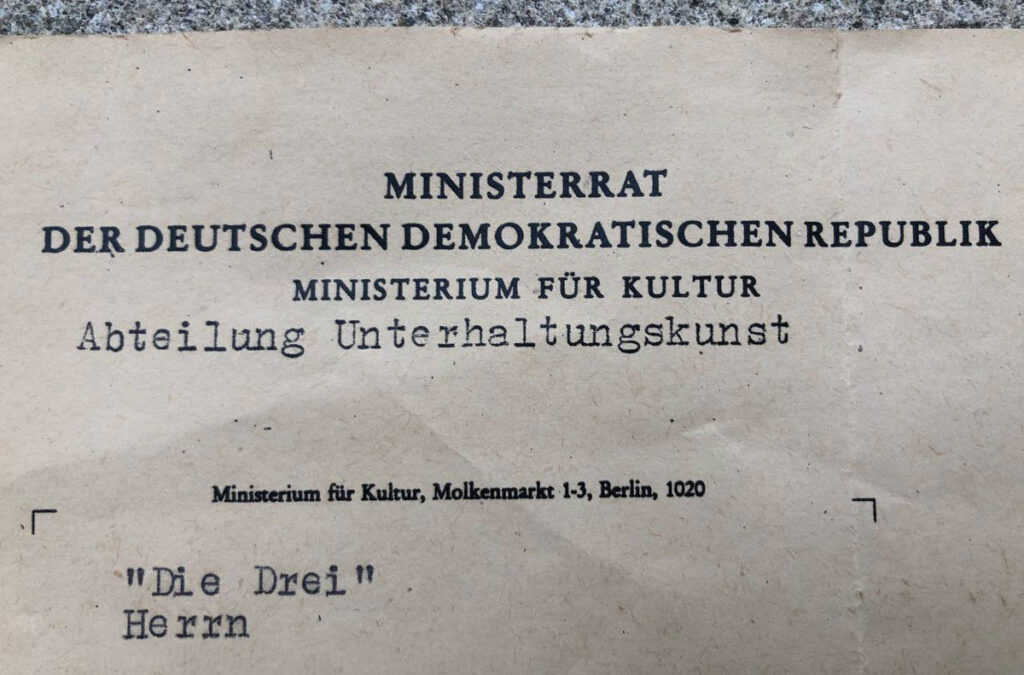 MINISTERRAT
DER DEUTSCHEN DEMOKRATISCHEN REPUBLIK
MINISTERIUM FÜR KULTUR
Abteilung Unterhaltungskunst
Ministerium für Kultur, Molkenmarkt 1-3, Berlin, 1020
"Die Drei"
Herrn